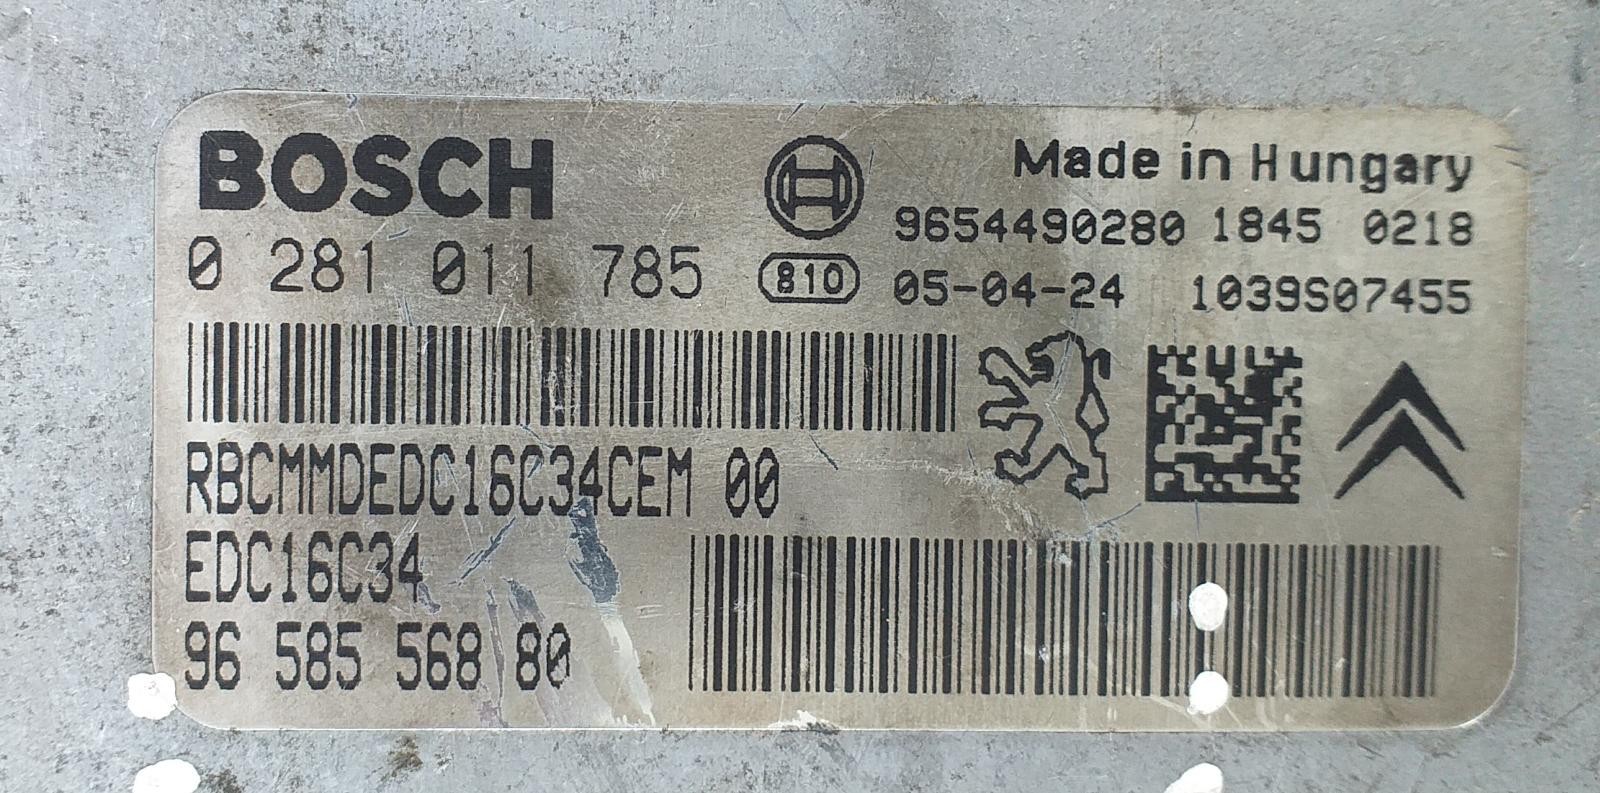 BOSCH
Made in Hungary
9654490280 1845 0218
0 281 011 785
810
05-04-24 1039S07455
RBCMMDEDC16C34CEM 00
EDC16C34
96 585 568 80